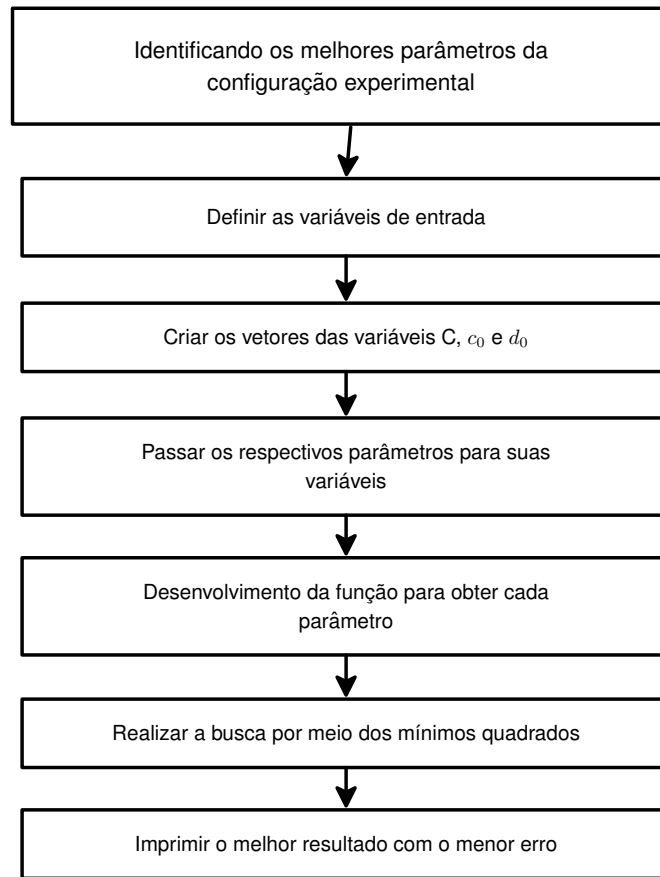 Identificando os melhores parâmetros da
configuração experimental
Definir as variáveis de entrada
Criar os vetores das variáveis C, c₀ e d₀
Passar os respectivos parâmetros para suas
variáveis
Desenvolvimento da função para obter cada
parâmetro
Realizar a busca por meio dos mínimos quadrados
Imprimir o melhor resultado com o menor erro